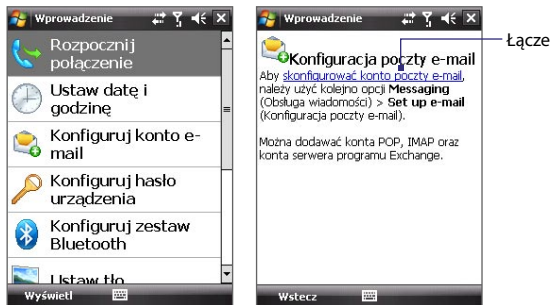 Wprowadzenie
Rozpocznij
połączenie
Ustaw datę i
godzinę
Konfiguruj konto e-
mail
Konfiguruj hasło
urządzenia
Konfiguruj zestaw
Bluetooth
Ustaw tło
Wyświetl
Wprowadzenie
Konfiguracja poczty e-mail
Aby skonfigurować konto poczty e-mail,
należy użyć kolejno opcji Messaging
(Obsługa wiadomości) > Set up e-mail
(Konfiguracja poczty e-mail).
Można dodawać konta POP, IMAP oraz
konta serwera programu Exchange.
Wstecz
Łącze